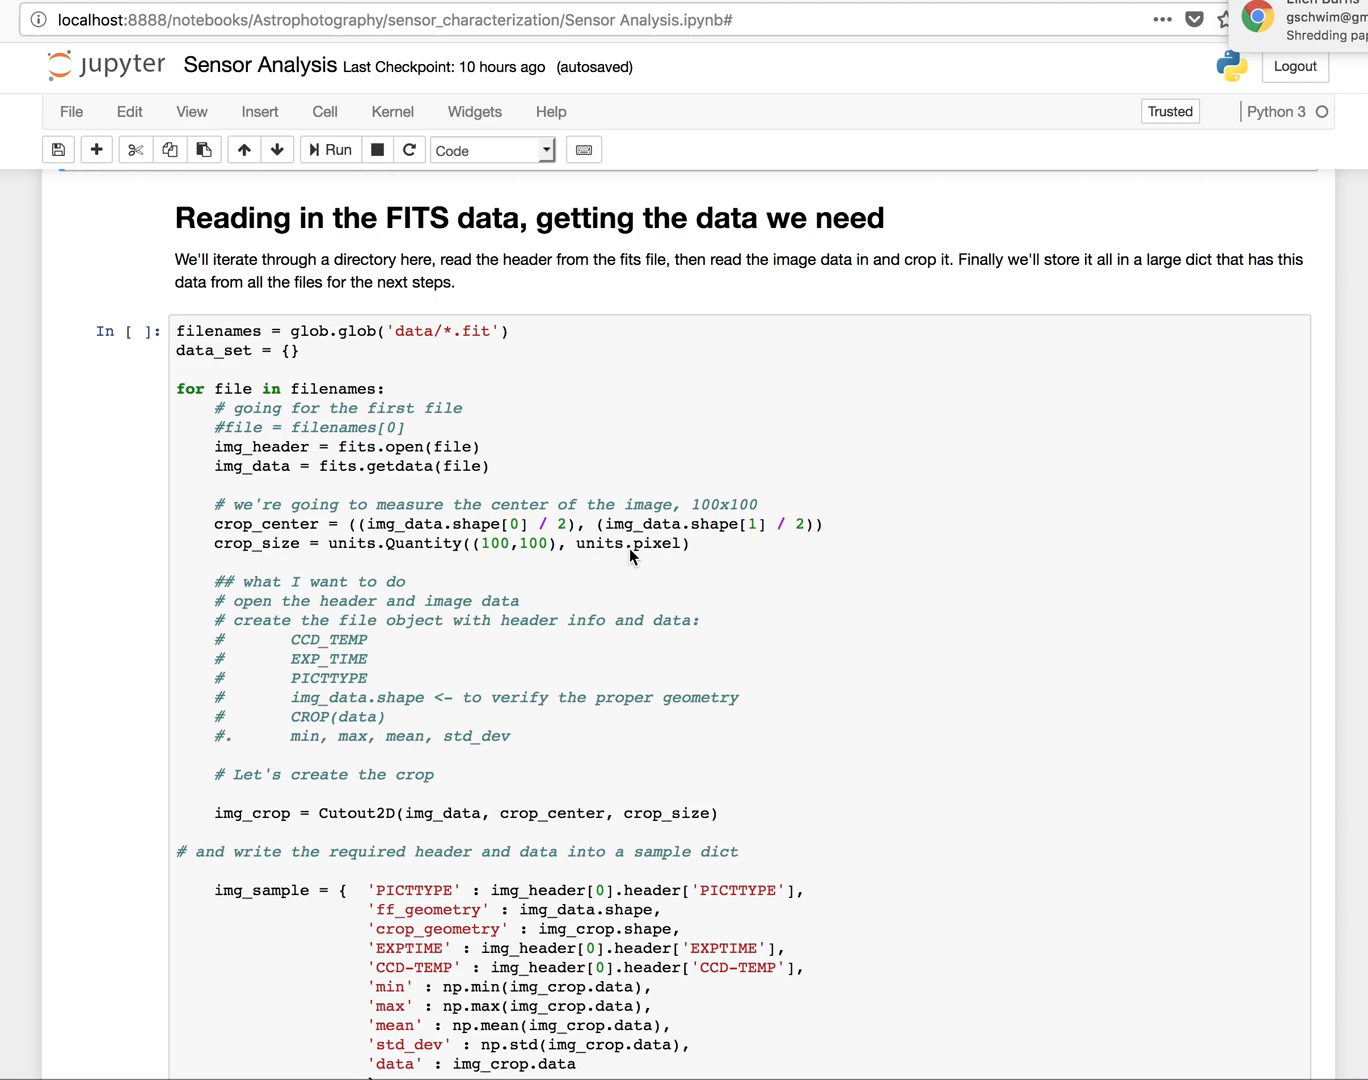 localhost:8888/notebooks/Astrophotography/sensor_characterization/Sensor Analysis.ipynb#
gschwim@gm
Shredding pap
jupyter Sensor Analysis Last Checkpoint: 10 hours ago (autosaved)
Logout
File Edit View Insert Cell Kernel Widgets Help
Trusted
Python 3
Run
Code
Reading in the FITS data, getting the data we need
We'll iterate through a directory here, read the header from the fits file, then read the image data in and crop it. Finally we'll store it all in a large dict that has this
data from all the files for the next steps.
In [ ]: filenames = glob.glob('data/*.fit')
data_set = {}
for file in filenames:
# going for the first file
#file = filenames[0]
img_header = fits.open(file)
img_data = fits.getdata(file)
# we're going to measure the center of the image, 100x100
crop_center = ((img_data.shape[0] / 2), (img_data.shape[1] / 2))
crop_size = units.Quantity((100,100), units.pixel)
## what I want to do
# open the header and image data
# create the file object with header info and data:
# CCD_TEMP
# EXP_TIME
# PICTTYPE
# img_data.shape <- to verify the proper geometry
# CROP(data)
#. min, max, mean, std_dev
# Let's create the crop
img_crop = Cutout2D(img_data, crop_center, crop_size)
# and write the required header and data into a sample dict
img_sample = { 'PICTTYPE' : img_header[0].header['PICTTYPE'],
'ff_geometry' : img_data.shape,
'crop_geometry' : img_crop.shape,
'EXPTIME' : img_header[0].header['EXPTIME'],
'CCD-TEMP' : img_header[0].header['CCD-TEMP'],
'min' : np.min(img_crop.data),
'max' : np.max(img_crop.data),
'mean' : np.mean(img_crop.data),
'std_dev' : np.std(img_crop.data),
'data' : img_crop.data